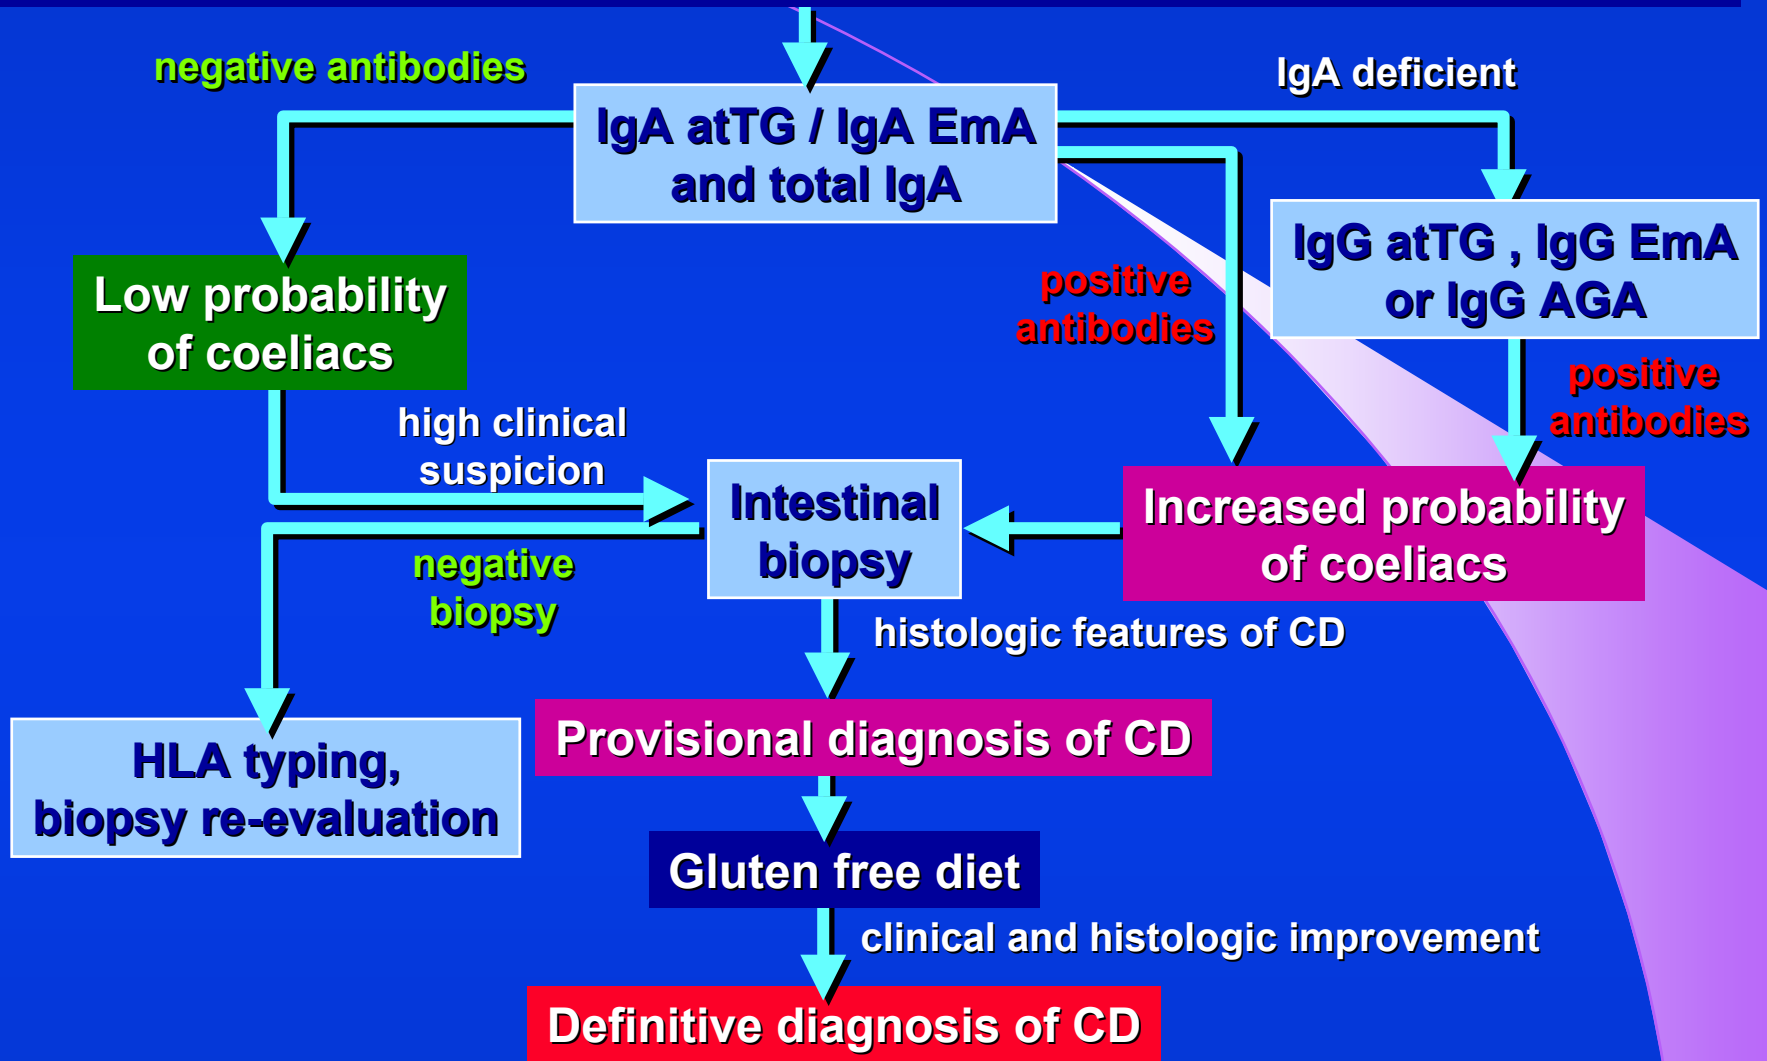 negative antibodies
IgA deficient
IgA atTG / IgA EmA
and total IgA
IgG atTG , IgG EmA
or IgG AGA
positive
antibodies
Low probability
of coeliacs
positive
antibodies
high clinical
suspicion
Intestinal
biopsy
Increased probability
of coeliacs
negative
biopsy
histologic features of CD
HLA typing,
biopsy re-evaluation
Provisional diagnosis of CD
Gluten free diet
clinical and histologic improvement
Definitive diagnosis of CD